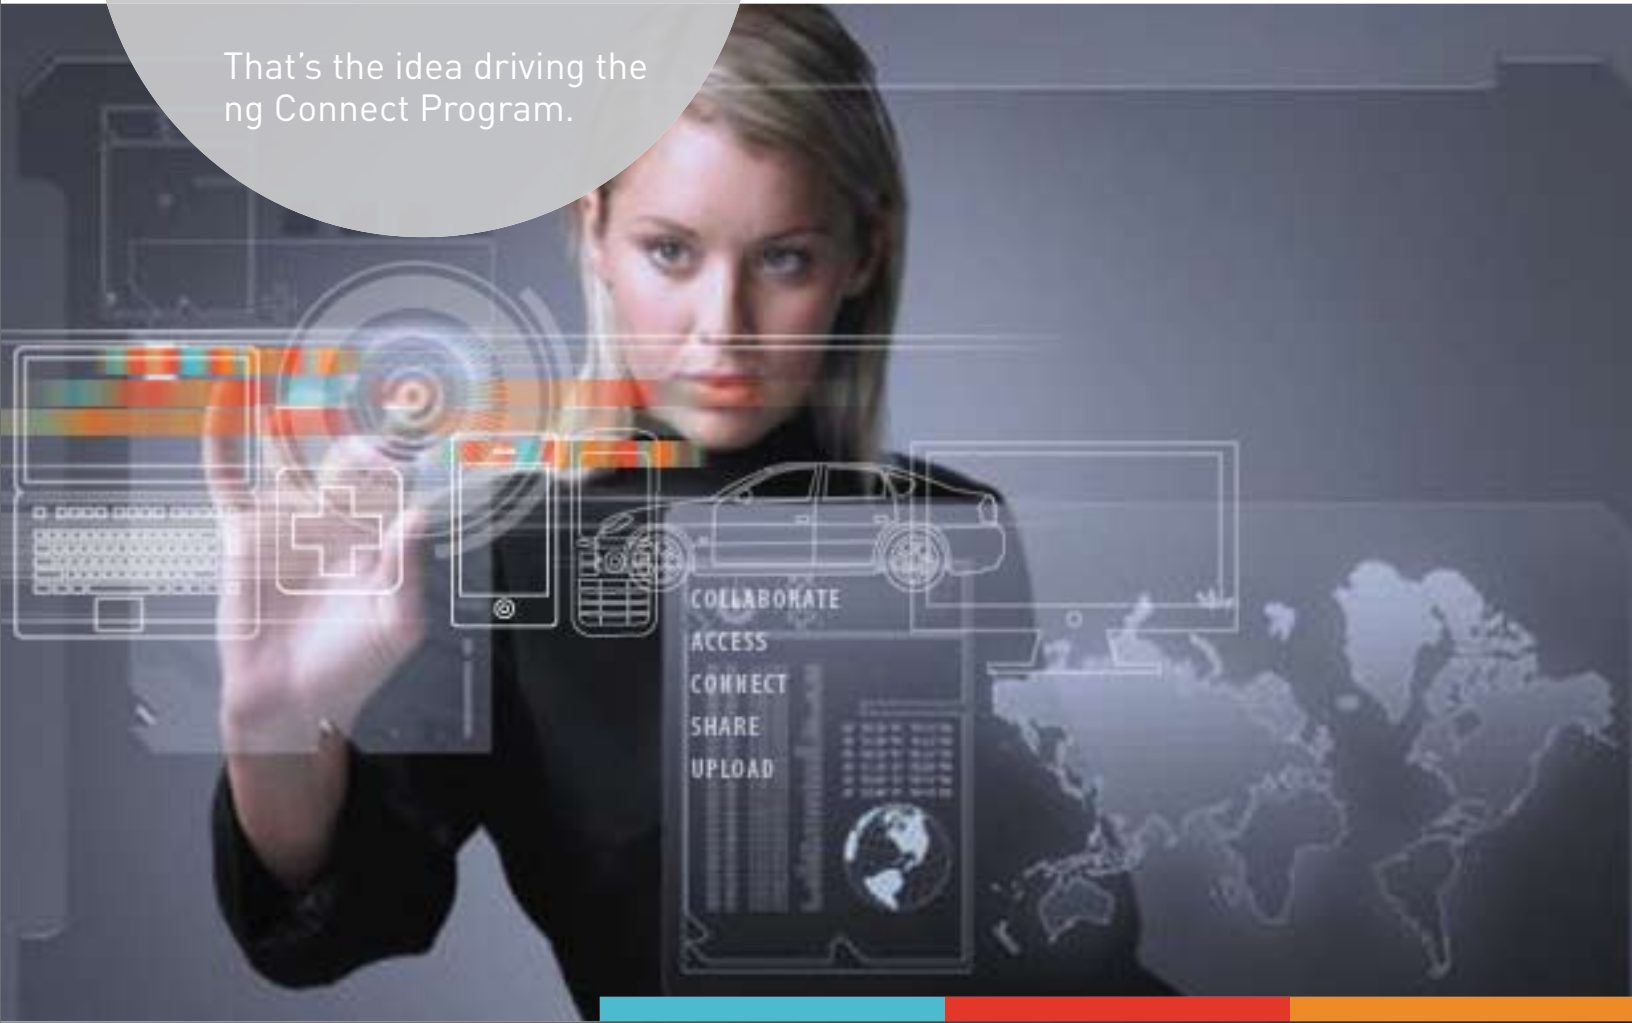 That's the idea driving the
ng Connect Program.
COLLABORATE
ACCESS
CONNECT
SHARE
UPLOAD